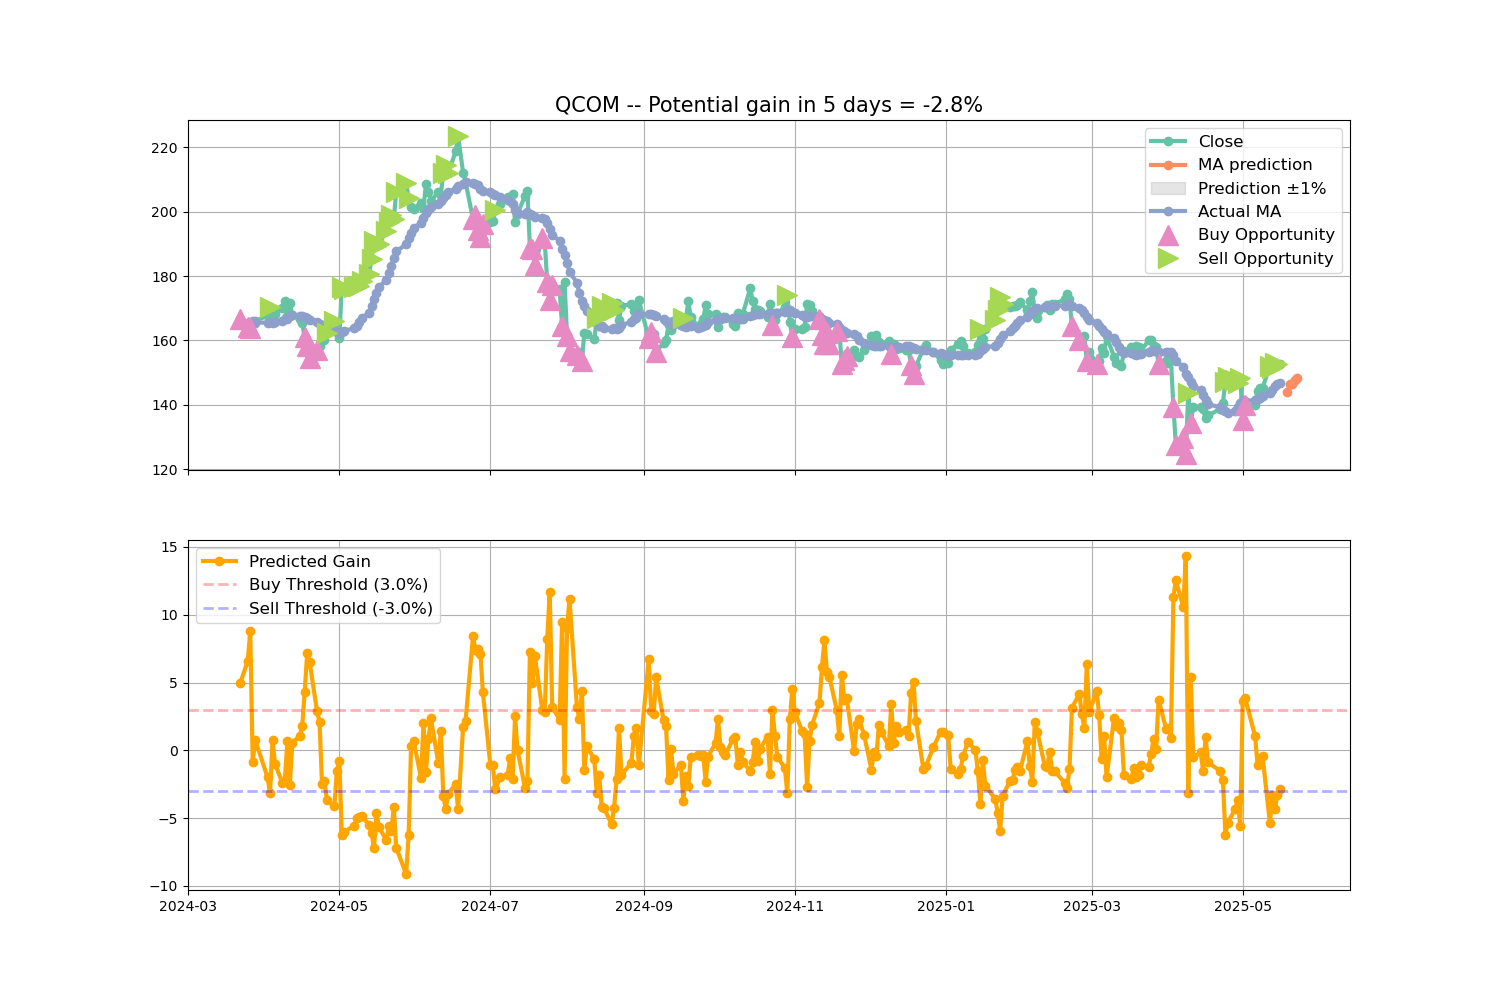 QCOM -- Potential gain in 5 days = -2.8%
220
200
180
160
140
120
Close
MA prediction
Prediction ±1%
Actual MA
Buy Opportunity
Sell Opportunity
15
10
5
0
−5
−10
Predicted Gain
Buy Threshold (3.0%)
Sell Threshold (-3.0%)
2024-03
2024-05
2024-07
2024-09
2024-11
2025-01
2025-03
2025-05